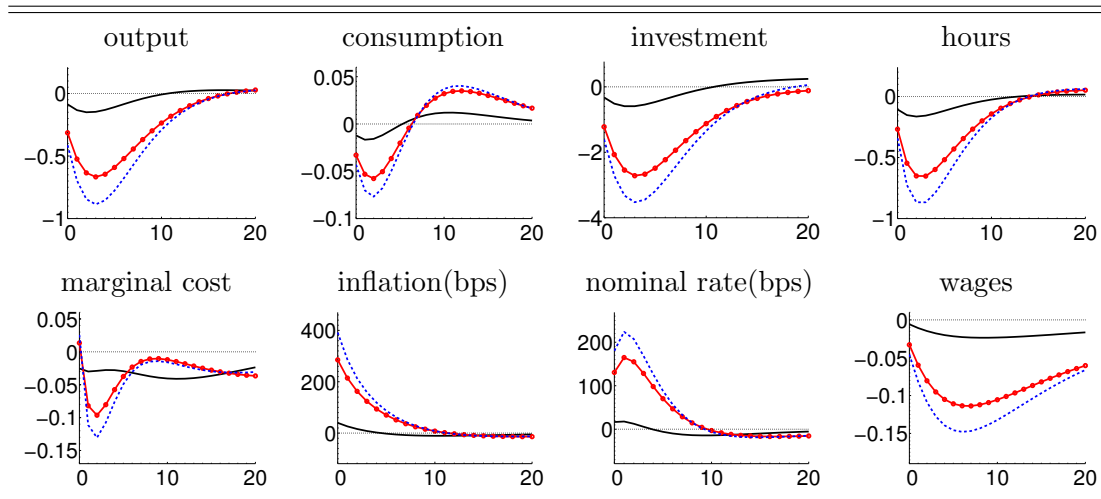 output consumption investment hours
0 −0.5 −1 0 10 20
0.05 0 −0.05 −0.1 0 10 20
0 −2 −4 0 10 20
0 −0.5 −1 0 10 20
marginal cost inflation(bps) nominal rate(bps) wages
0.05 0 −0.05 −0.1 −0.15 0 10 20
400 200 0 0 10 20
200 100 0 0 10 20
0 −0.05 −0.1 −0.15 0 10 20